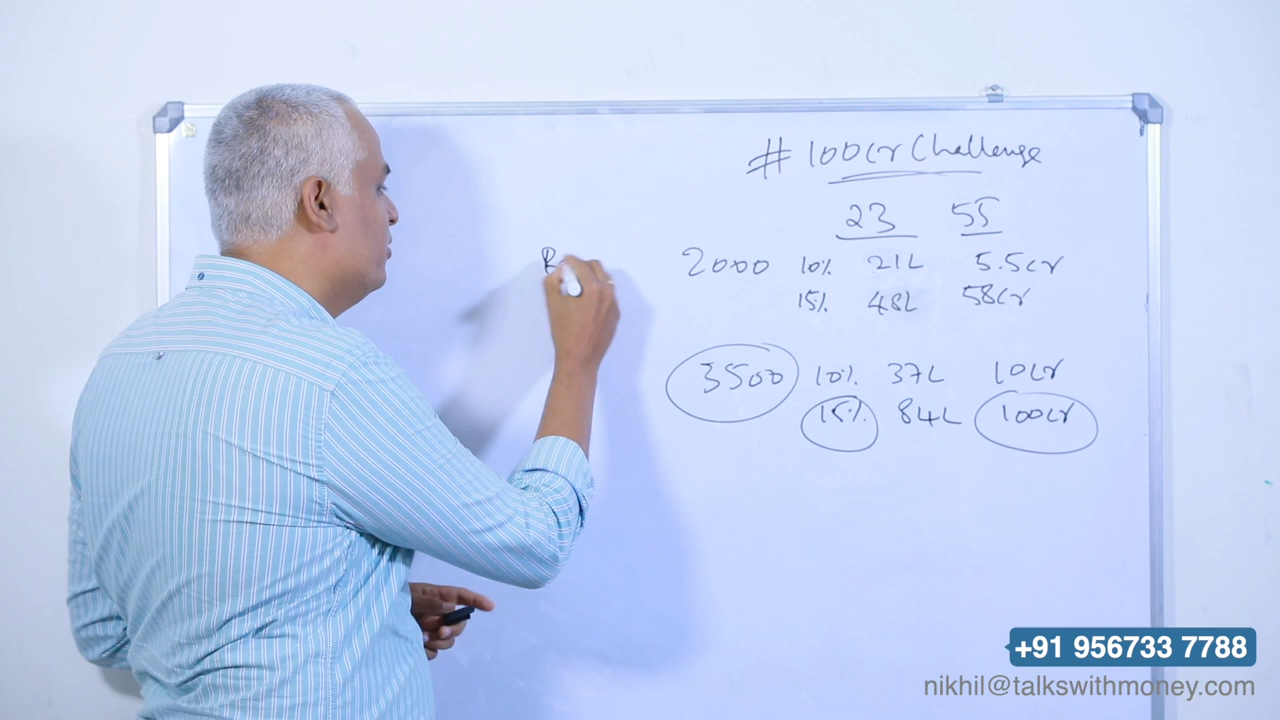 #100Cr Challenge
23 55
2000 10% 21L 5.5Cr
15% 48L 58Cr
3500 10% 37L 10Cr
15% 84L 100Cr
+91 956733 7788
nikhil@talkswithmoney.com